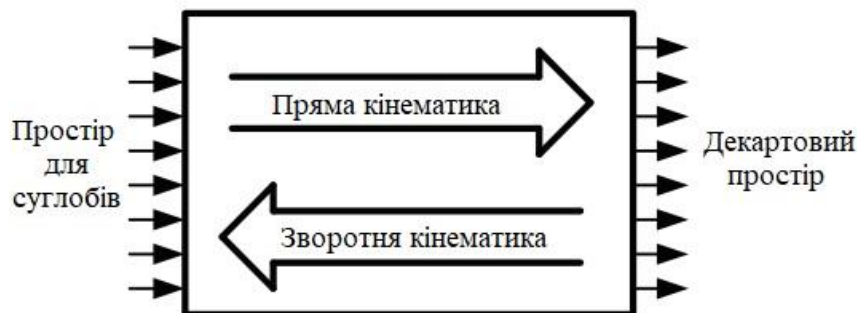 Простір
для
суглобів
Пряма кінематика
Зворотня кінематика
Декартовий
простір